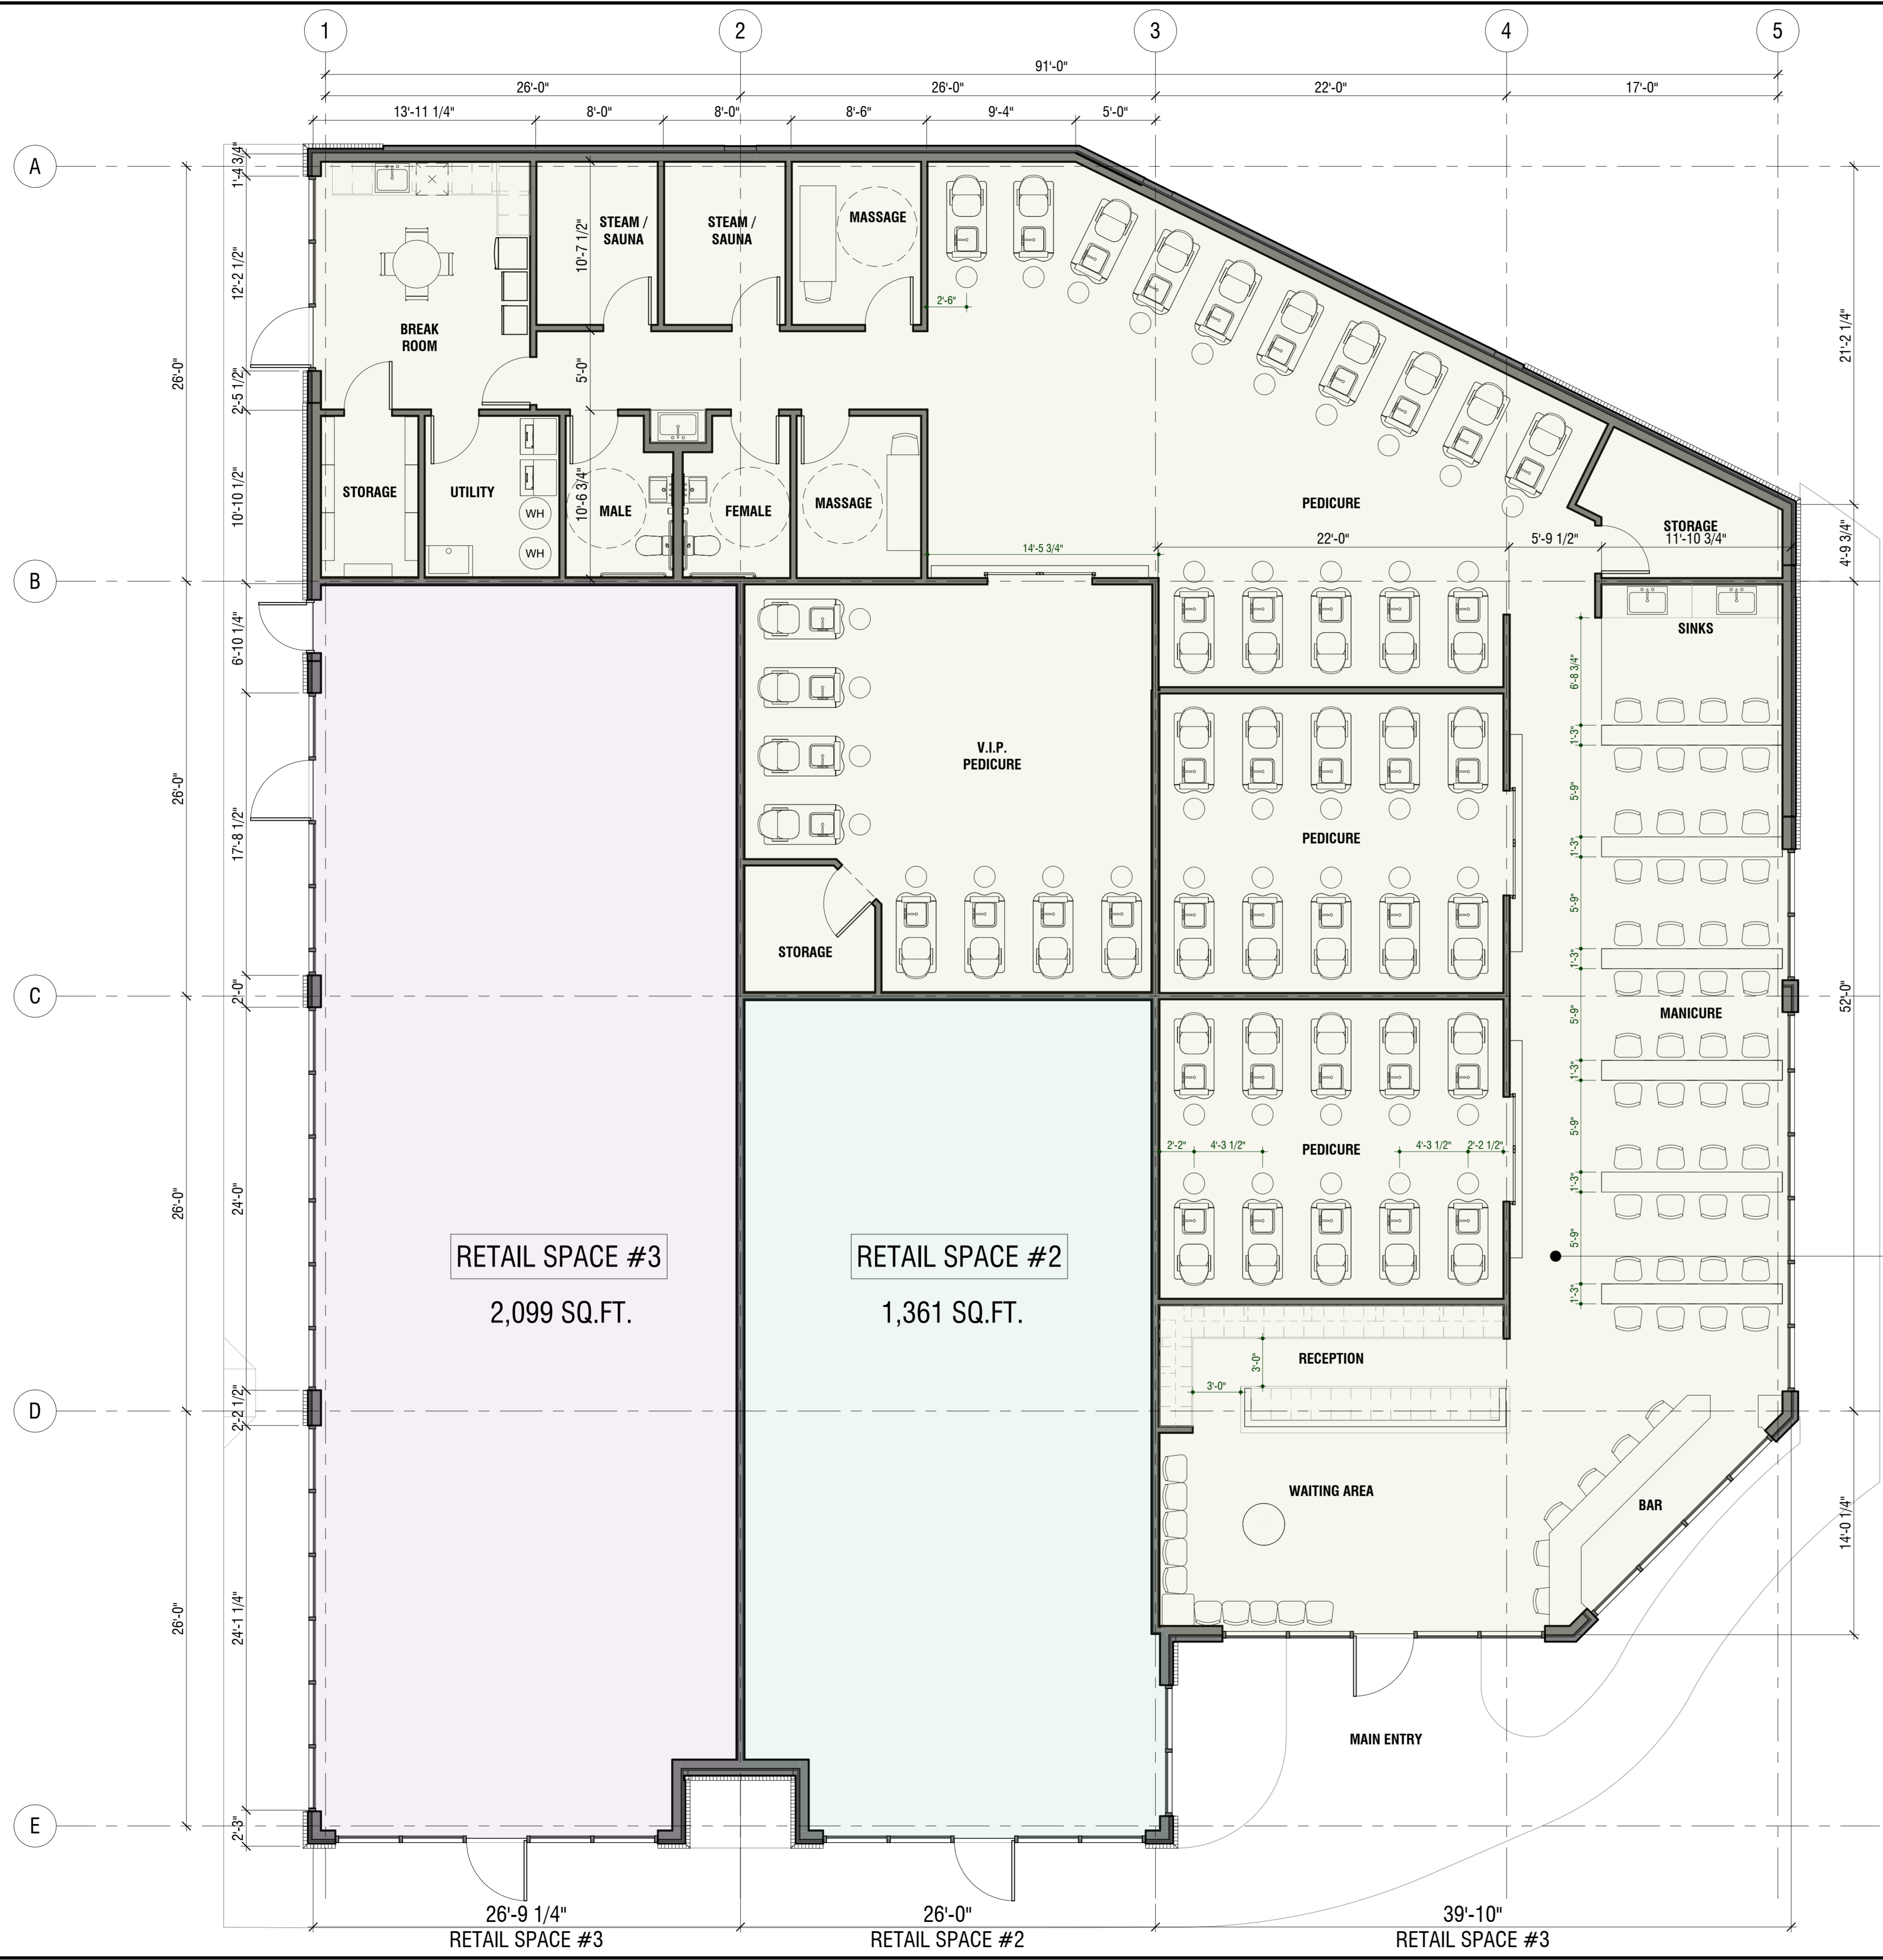 1
2
3
4
5
91'-0"
26'-0"
26'-0"
22'-0"
17'-0"
13'-11 1/4"
8'-0"
8'-0"
8'-6"
9'-4"
5'-0"
A
B
C
D
E
26'-0"
26'-0"
26'-0"
26'-0"
1'-4 3/4"
12'-2 1/2"
2'-5 1/2"
10'-10 1/2"
6'-10 1/4"
17'-8 1/2"
2'-0"
24'-0"
2'-2 1/2"
24'-1 1/4"
2'-3"
BREAK
ROOM
STEAM /
SAUNA
STEAM /
SAUNA
MASSAGE
10'-7 1/2"
5'-0"
10'-6 3/4"
2'-6"
STORAGE
UTILITY
WH
WH
MALE
FEMALE
MASSAGE
PEDICURE
STORAGE
14'-5 3/4"
22'-0"
5'-9 1/2"
11'-10 3/4"
SINKS
21'-2 1/4"
4'-9 3/4"
52'-0"
14'-0 1/4"
V.I.P.
PEDICURE
STORAGE
PEDICURE
PEDICURE
2'-2"
4'-3 1/2"
4'-3 1/2"
2'-2 1/2"
MANICURE
6'-8 3/4"
1'-3"
5'-9"
1'-3"
5'-9"
1'-3"
5'-9"
1'-3"
5'-9"
1'-3"
5'-9"
1'-3"
RETAIL SPACE #3
2,099 SQ.FT.
RETAIL SPACE #2
1,361 SQ.FT.
RECEPTION
3'-0"
3'-0"
WAITING AREA
BAR
MAIN ENTRY
26'-9 1/4"
RETAIL SPACE #3
26'-0"
RETAIL SPACE #2
39'-10"
RETAIL SPACE #3